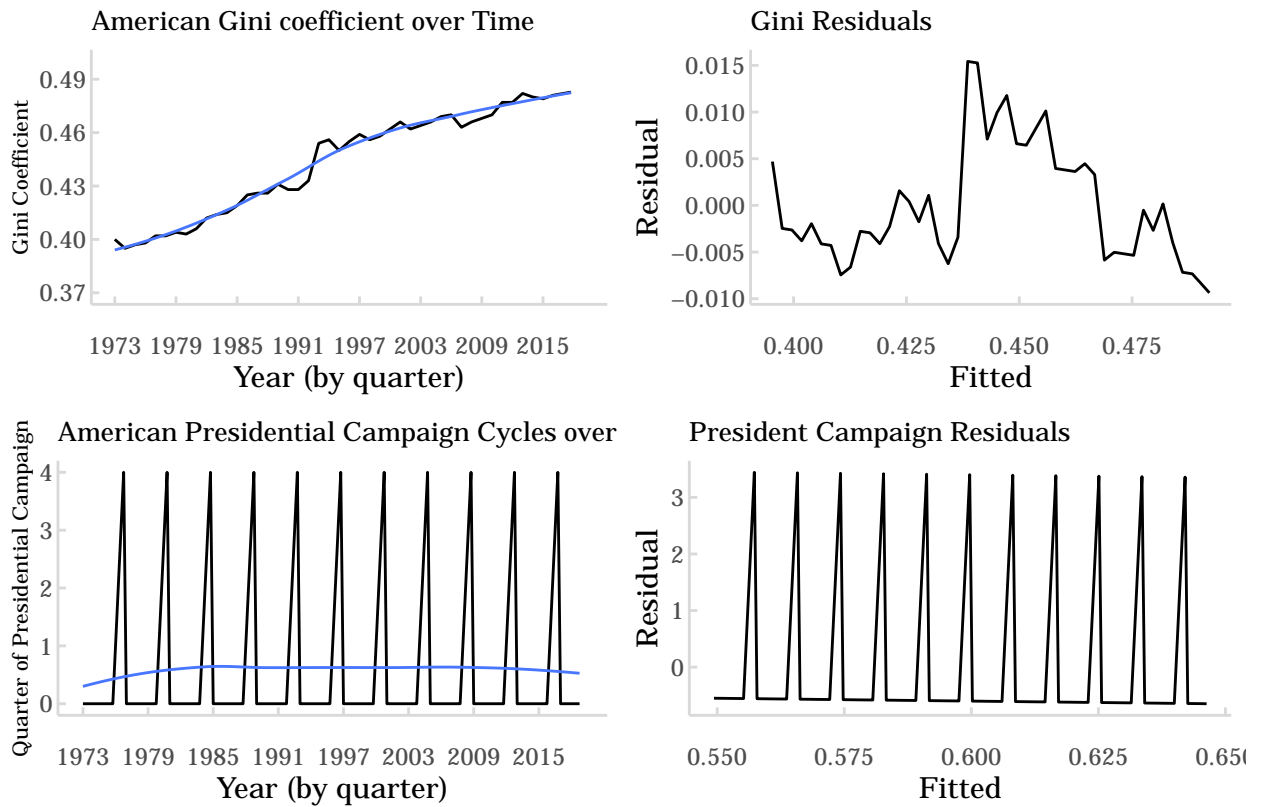 American Gini coefficient over Time
Gini Coefficient
0.49
0.46
0.43
0.40
0.37
1973 1979 1985 1991 1997 2003 2009 2015
Year (by quarter)
Gini Residuals
Residual
0.015
0.010
0.005
0.000
−0.005
−0.010
0.400 0.425 0.450 0.475
Fitted
American Presidential Campaign Cycles over
Quarter of Presidential Campaign
4
3
2
1
0
1973 1979 1985 1991 1997 2003 2009 2015
Year (by quarter)
President Campaign Residuals
Residual
3
2
1
0
0.550 0.575 0.600 0.625 0.65
Fitted